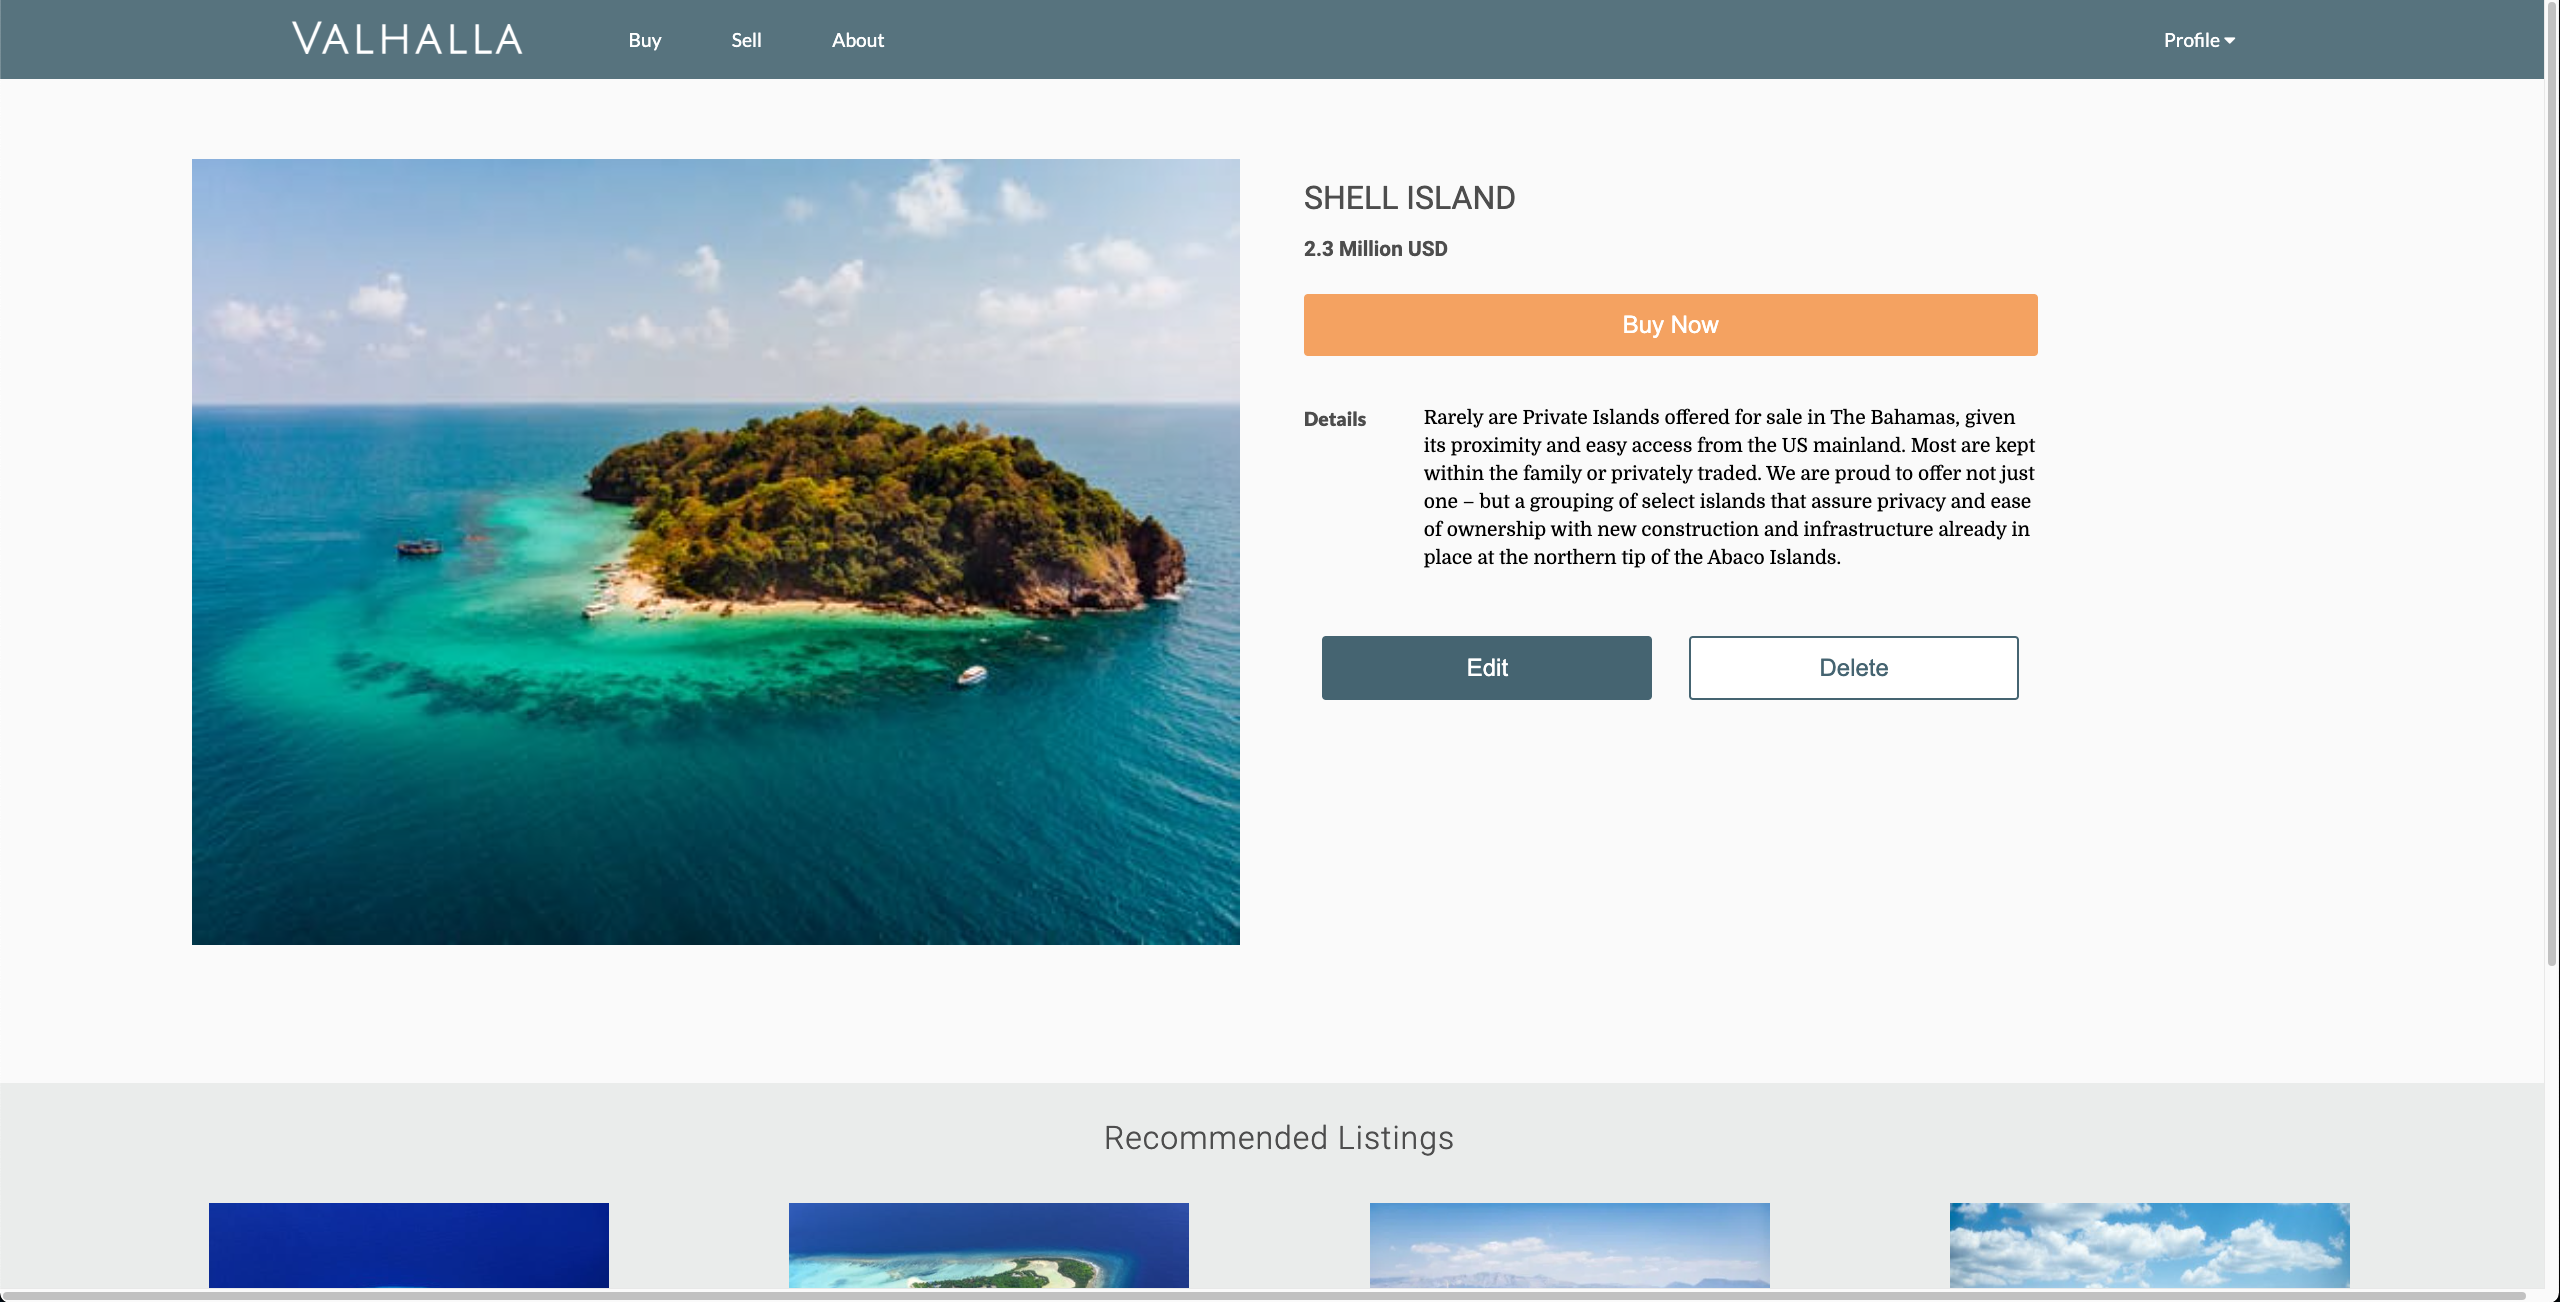 VALHALLA
Buy
Sell
About
Profile
SHELL ISLAND
2.3 Million USD
Buy Now
Details
Rarely are Private Islands offered for sale in The Bahamas, given
its proximity and easy access from the US mainland. Most are kept
within the family or privately traded. We are proud to offer not just
one – but a grouping of select islands that assure privacy and ease
of ownership with new construction and infrastructure already in
place at the northern tip of the Abaco Islands.
Edit
Delete
Recommended Listings